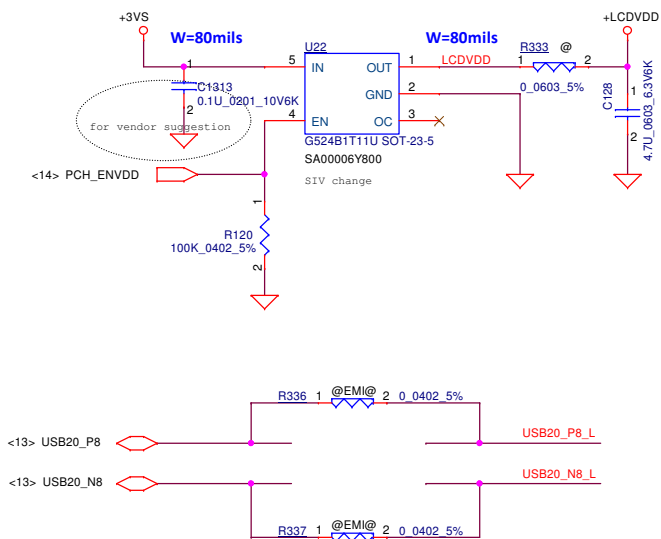 +3VS
+LCDVDD
W=80mils
U22
W=80mils
R333 @
1
5 IN
OUT 1 LCDVDD
1 2
C1313
0.1U_0201_10V6K
GND 2
0_0603_5%
1
C128
4.7U_0603_6.3V6K
2
4 EN
OC 3
2
for vendor suggestion
G524B1T11U SOT-23-5
SA00006Y800
<14> PCH_ENVDD
SIV change
1
R120
100K_0402_5%
2
R336 1 @EMI@ 2 0_0402_5%
<13> USB20_P8
USB20_P8_L
<13> USB20_N8
USB20_N8_L
R337 1 @EMI@ 2 0_0402_5%